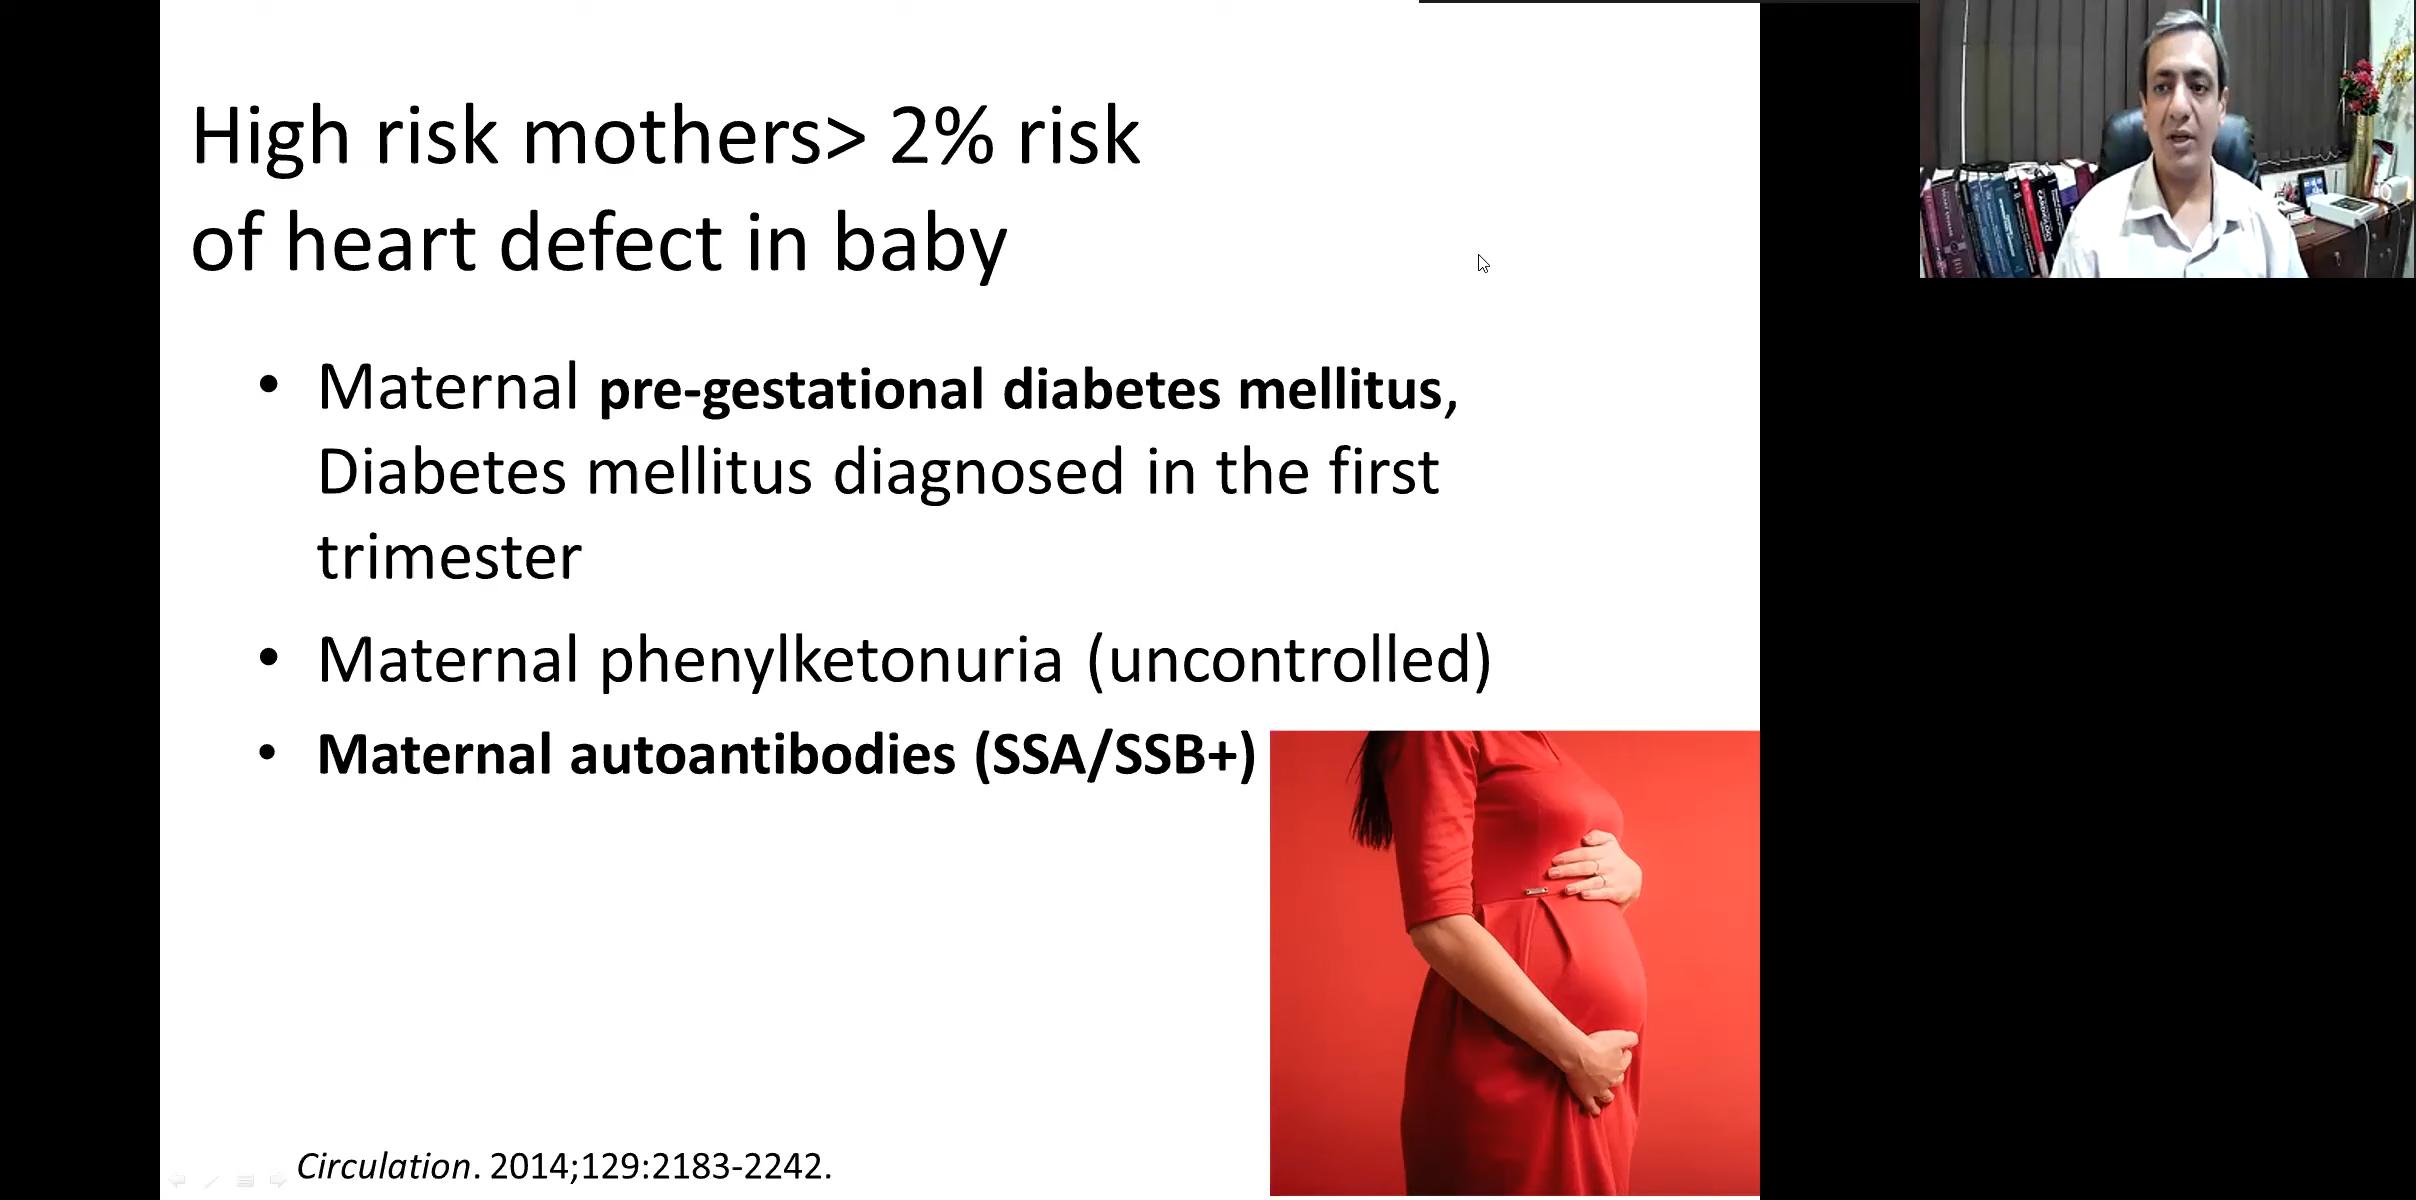 High risk mothers> 2% risk
of heart defect in baby
• Maternal pre-gestational diabetes mellitus,
Diabetes mellitus diagnosed in the first
trimester
• Maternal phenylketonuria (uncontrolled)
• Maternal autoantibodies (SSA/SSB+)
Circulation. 2014;129:2183-2242.